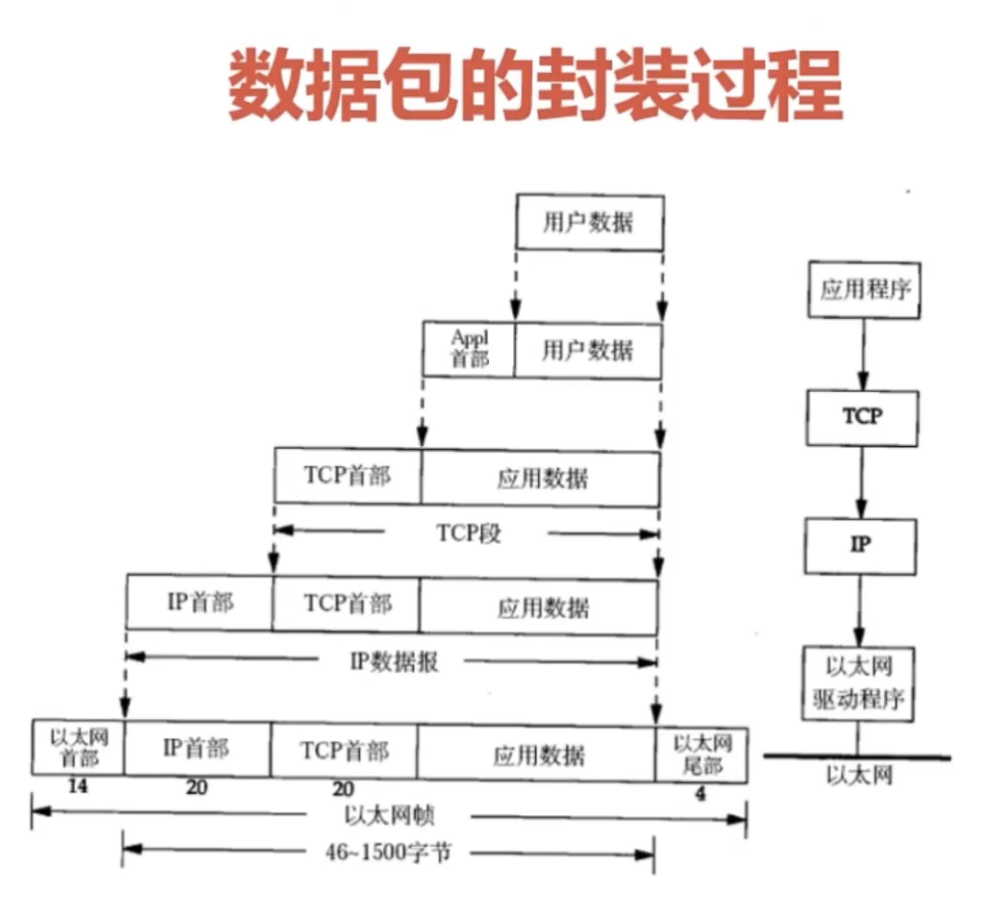 数据包的封装过程
用户数据
应用程序
Appl
首部
用户数据
TCP
TCP首部
应用数据
TCP段
IP
IP首部
TCP首部
应用数据
IP数据报
以太网
驱动程序
以太网
首部
IP首部
TCP首部
应用数据
以太网
尾部
以太网
14
20
20
4
以太网帧
46~1500字节